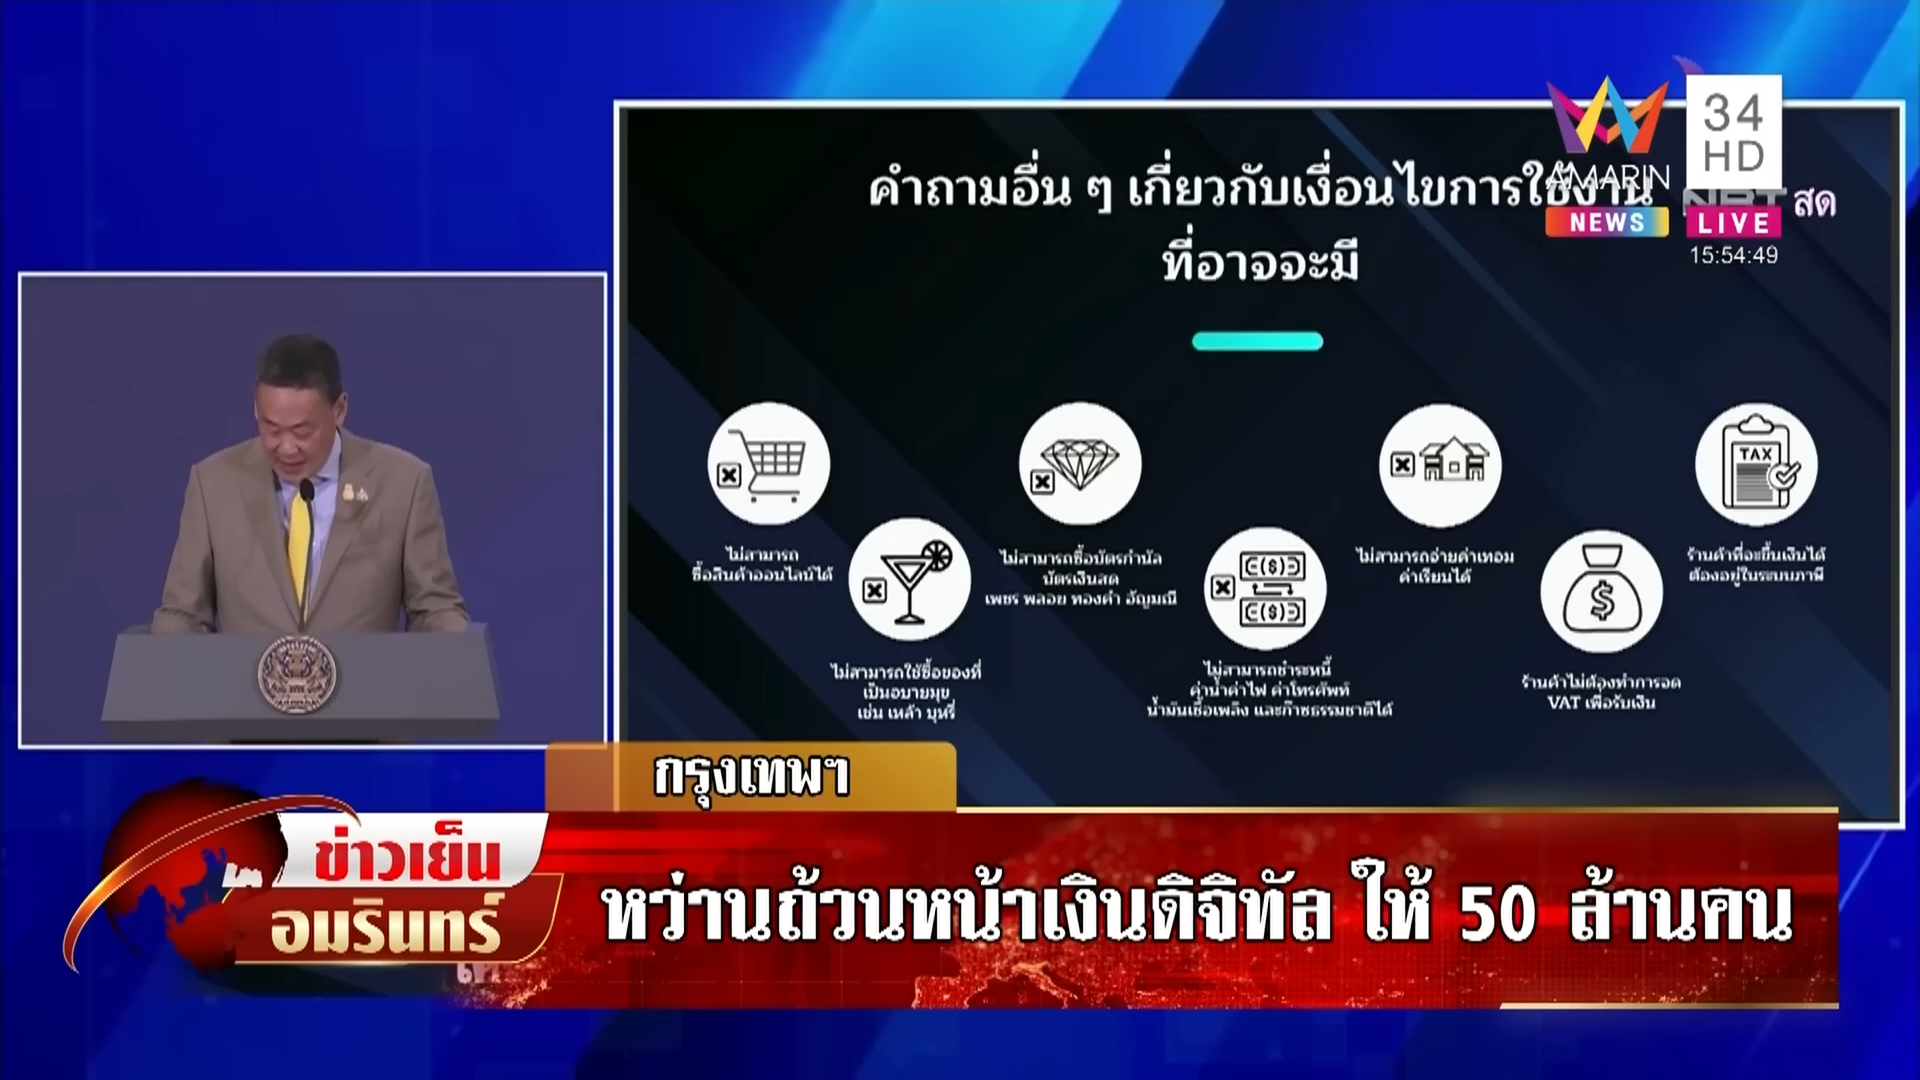 34
HD
AMARIN
NEWS
LIVE
สด
15:54:49
คำถามอื่น ๆ เกี่ยวกับเงื่อนไขการใช้งาน
ที่อาจจะมี
ไม่สามารถ
ซื้อสินค้าออนไลน์ได้
ไม่สามารถใช้ซื้อของที่
เป็นอบายมุข
เช่น เหล้า บุหรี่
ไม่สามารถซื้อบัตรกำนัล
บัตรเงินสด
เพชร พลอย ทองคำ อัญมณี
ไม่สามารถชำระหนี้
ค่าน้ำค่าไฟ ค่าโทรศัพท์
น้ำมันเชื้อเพลิง และก๊าซธรรมชาติได้
ไม่สามารถจ่ายค่าเทอม
ค่าเรียนได้
ร้านค้าไม่ต้องทำการจด
VAT เพื่อรับเงิน
TAX
ร้านค้าที่จะขึ้นเงินได้
ต้องอยู่ในระบบภาษี
กรุงเทพฯ
ข่าวเย็น
อมรินทร์
หว่านถ้วนหน้าเงินดิจิทัล ให้ 50 ล้านคน